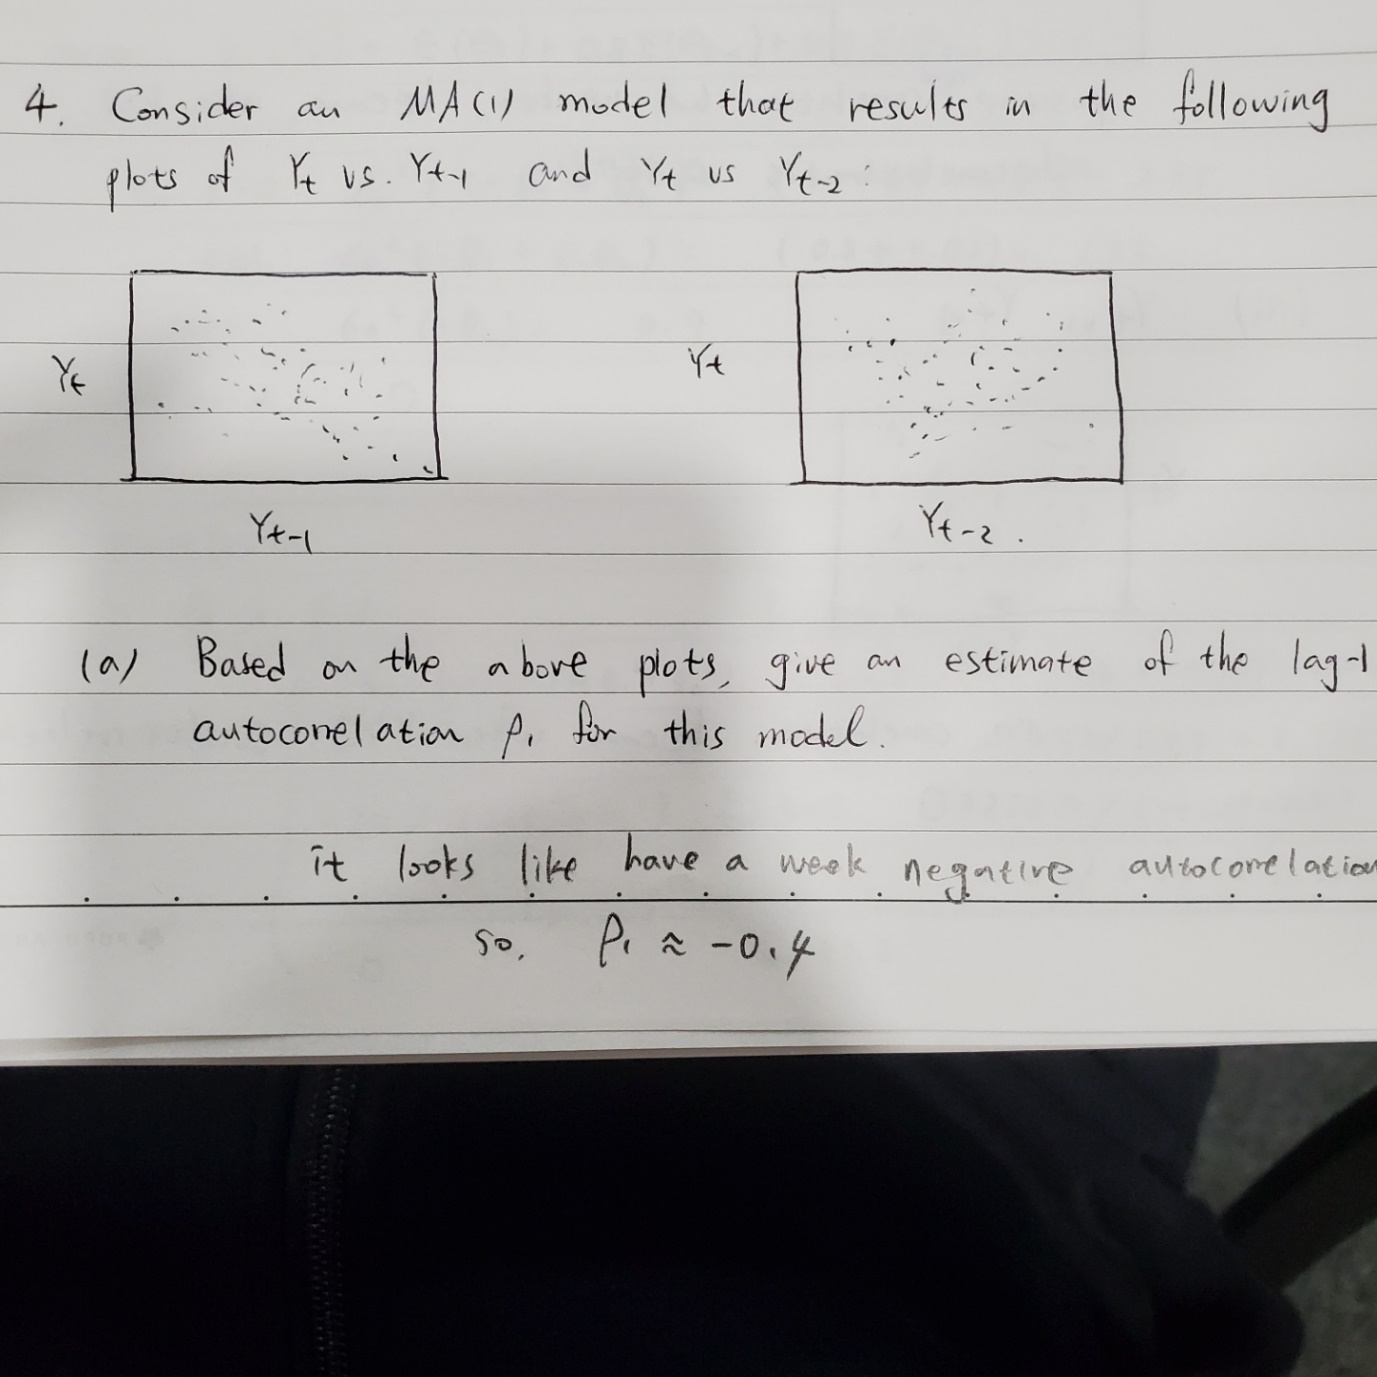 4. Consider an MA(1) model that results in the following
plots of Yt vs. Yt-1 and Yt vs Yt-2:
Yt
Yt
Yt-1
Yt-2.
(a) Based on the above plots, give an estimate of the lag-1
autocorrelation ρ1 for this model.
it looks like have a week negative autocorrelation
so, ρ1 ≈ -0.4